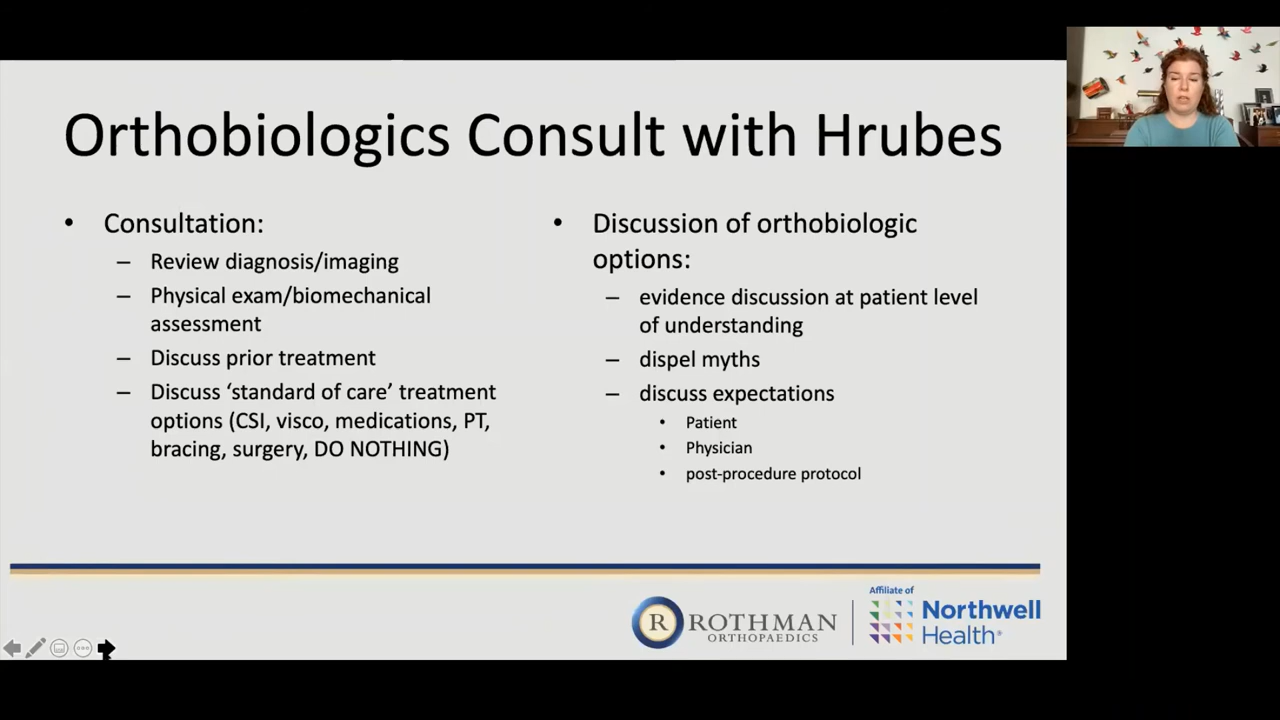 Orthobiologics Consult with Hrubes
• Consultation:
– Review diagnosis/imaging
– Physical exam/biomechanical
assessment
– Discuss prior treatment
– Discuss ‘standard of care’ treatment
options (CSI, visco, medications, PT,
bracing, surgery, DO NOTHING)
• Discussion of orthobiologic
options:
– evidence discussion at patient level
of understanding
– dispel myths
– discuss expectations
• Patient
• Physician
• post-procedure protocol
R ROTHMAN
ORTHOPAEDICS
Affiliate of
Northwell
Health®